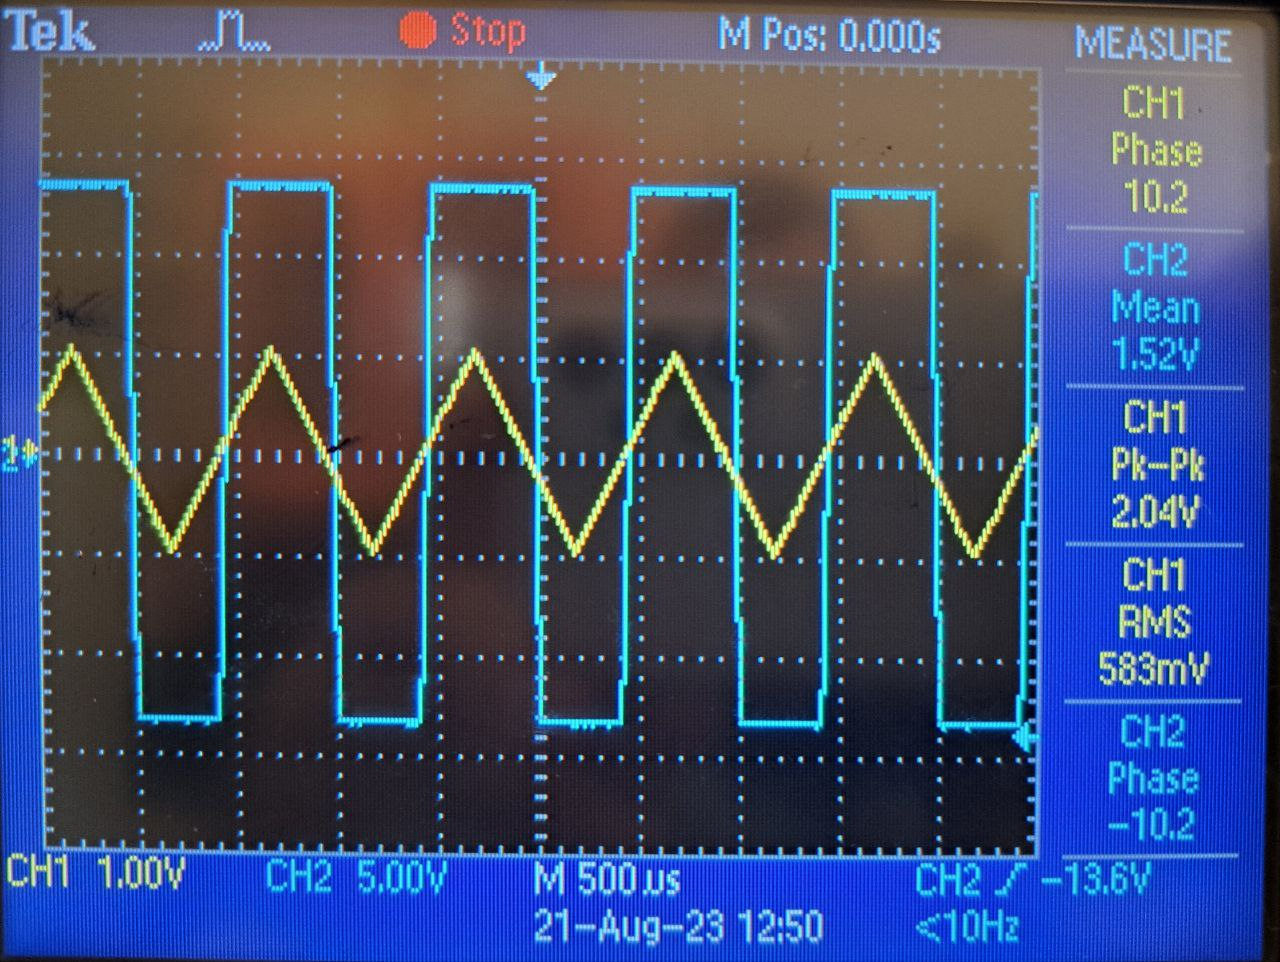 Tek Stop M Pos: 0.000s MEASURE
CH1
Phase
10.2
CH2
Mean
1.52V
CH1
Pk-Pk
2.04V
CH1
RMS
583mV
CH2
Phase
-10.2
CH1 1.00V CH2 5.00V M 500µs CH2 -13.6V
21-Aug-23 12:50 <10Hz